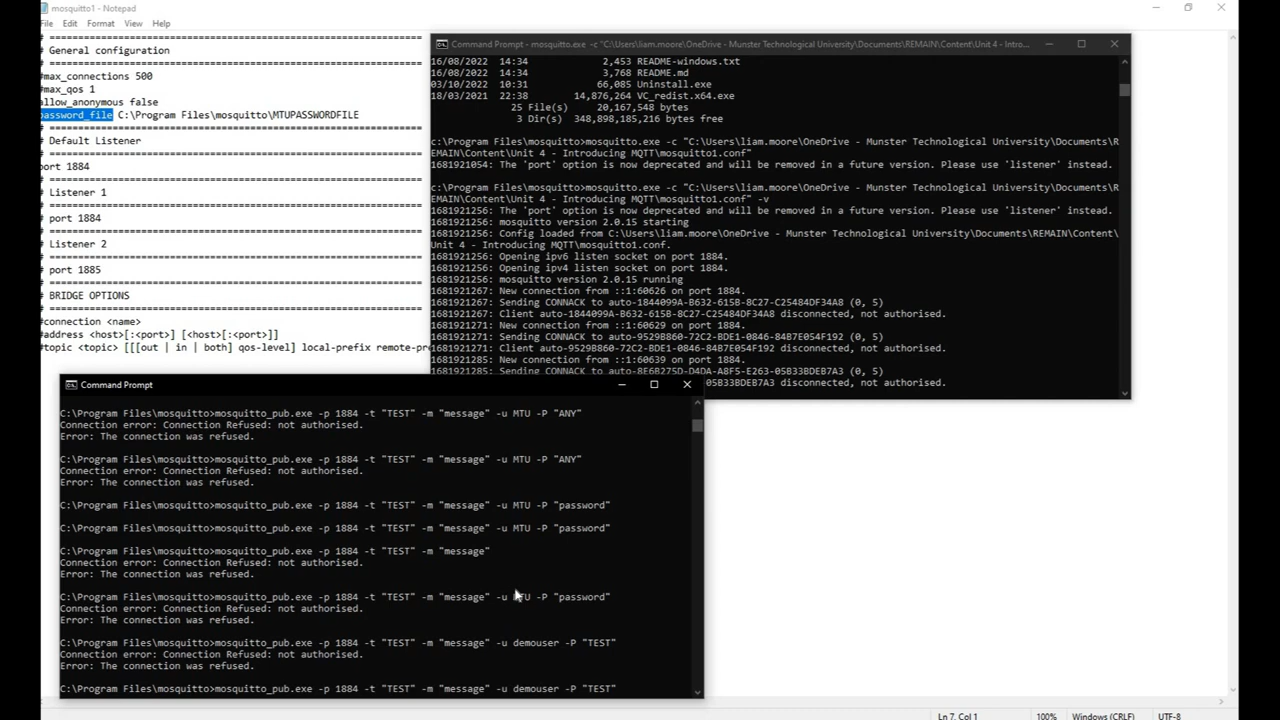 mosquitto1 - Notepad
File Edit Format View Help
# ================================================================
# General configuration
# ================================================================
#max_connections 500
#max_qos 1
allow_anonymous false
password_file C:\Program Files\mosquitto\MTUPASSWORDFILE
# ================================================================
# Default Listener
# ================================================================
port 1884
# ================================================================
# Listener 1
# ================================================================
# port 1884
# ================================================================
# Listener 2
# ================================================================
# port 1885
# ================================================================
# BRIDGE OPTIONS
# ================================================================
#connection <name>
#address <host>[:<port>] [<host>[:<port>]]
#topic <topic> [[[out | in | both] qos-level] local-prefix
Command Prompt - mosquitto.exe -c "C:\Users\liam.moore\OneDrive - Munster Technological University\Documents\REMAIN\Content\Unit 4 - Intro...
16/08/2022 14:34 2,453 README-windows.txt
16/08/2022 14:34 3,768 README.md
03/10/2022 10:31 66,085 Uninstall.exe
18/03/2021 22:38 14,876,264 VC_redist.x64.exe
25 File(s) 20,167,548 bytes
3 Dir(s) 348,898,185,216 bytes free
c:\Program Files\mosquitto>mosquitto.exe -c "C:\Users\liam.moore\OneDrive - Munster Technological University\Documents\R
EMAIN\Content\Unit 4 - Introducing MQTT\mosquitto1.conf"
1681921054: The 'port' option is now deprecated and will be removed in a future version. Please use 'listener' instead.
c:\Program Files\mosquitto>mosquitto.exe -c "C:\Users\liam.moore\OneDrive - Munster Technological University\Documents\R
EMAIN\Content\Unit 4 - Introducing MQTT\mosquitto1.conf" -v
1681921256: The 'port' option is now deprecated and will be removed in a future version. Please use 'listener' instead.
1681921256: mosquitto version 2.0.15 starting
1681921256: Config loaded from C:\Users\liam.moore\OneDrive - Munster Technological University\Documents\REMAIN\Content\
Unit 4 - Introducing MQTT\mosquitto1.conf.
1681921256: Opening ipv6 listen socket on port 1884.
1681921256: Opening ipv4 listen socket on port 1884.
1681921256: mosquitto version 2.0.15 running
1681921267: New connection from ::1:60626 on port 1884.
1681921267: Sending CONNACK to auto-1844099A-B632-615B-8C27-C25484DF34A8 (0, 5)
1681921267: Client auto-1844099A-B632-615B-8C27-C25484DF34A8 disconnected, not authorised.
1681921271: New connection from ::1:60629 on port 1884.
1681921271: Sending CONNACK to auto-9529B860-72C2-BDE1-0846-84B7E54F192 (0, 5)
1681921271: Client auto-9529B860-72C2-BDE1-0846-84B7E54F192 disconnected, not authorised.
1681921285: New connection from ::1:60639 on port 1884.
1681921285: Sending CONNACK to auto-8E6B275D-D4DA-A8F5-E263-05B33BDEB7A3 (0, 5)
05B33BDEB7A3 disconnected, not authorised.
Command Prompt
C:\Program Files\mosquitto>mosquitto_pub.exe -p 1884 -t "TEST" -m "message" -u MTU -P "ANY"
Connection error: Connection Refused: not authorised.
Error: The connection was refused.
C:\Program Files\mosquitto>mosquitto_pub.exe -p 1884 -t "TEST" -m "message" -u MTU -P "ANY"
Connection error: Connection Refused: not authorised.
Error: The connection was refused.
C:\Program Files\mosquitto>mosquitto_pub.exe -p 1884 -t "TEST" -m "message" -u MTU -P "password"
C:\Program Files\mosquitto>mosquitto_pub.exe -p 1884 -t "TEST" -m "message" -u MTU -P "password"
C:\Program Files\mosquitto>mosquitto_pub.exe -p 1884 -t "TEST" -m "message"
Connection error: Connection Refused: not authorised.
Error: The connection was refused.
C:\Program Files\mosquitto>mosquitto_pub.exe -p 1884 -t "TEST" -m "message" -u MTU -P "password"
Connection error: Connection Refused: not authorised.
Error: The connection was refused.
C:\Program Files\mosquitto>mosquitto_pub.exe -p 1884 -t "TEST" -m "message" -u demouser -P "TEST"
Connection error: Connection Refused: not authorised.
Error: The connection was refused.
C:\Program Files\mosquitto>mosquitto_pub.exe -p 1884 -t "TEST" -m "message" -u demouser -P "TEST"
Ln 7, Col 1 100% Windows (CRLF) UTF-8